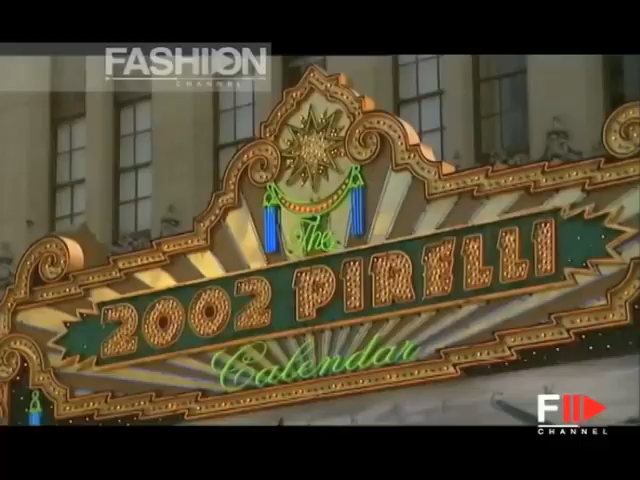 FASHION
CHANNEL
The
2002 PIRELLI
Calendar
F
CHANNEL